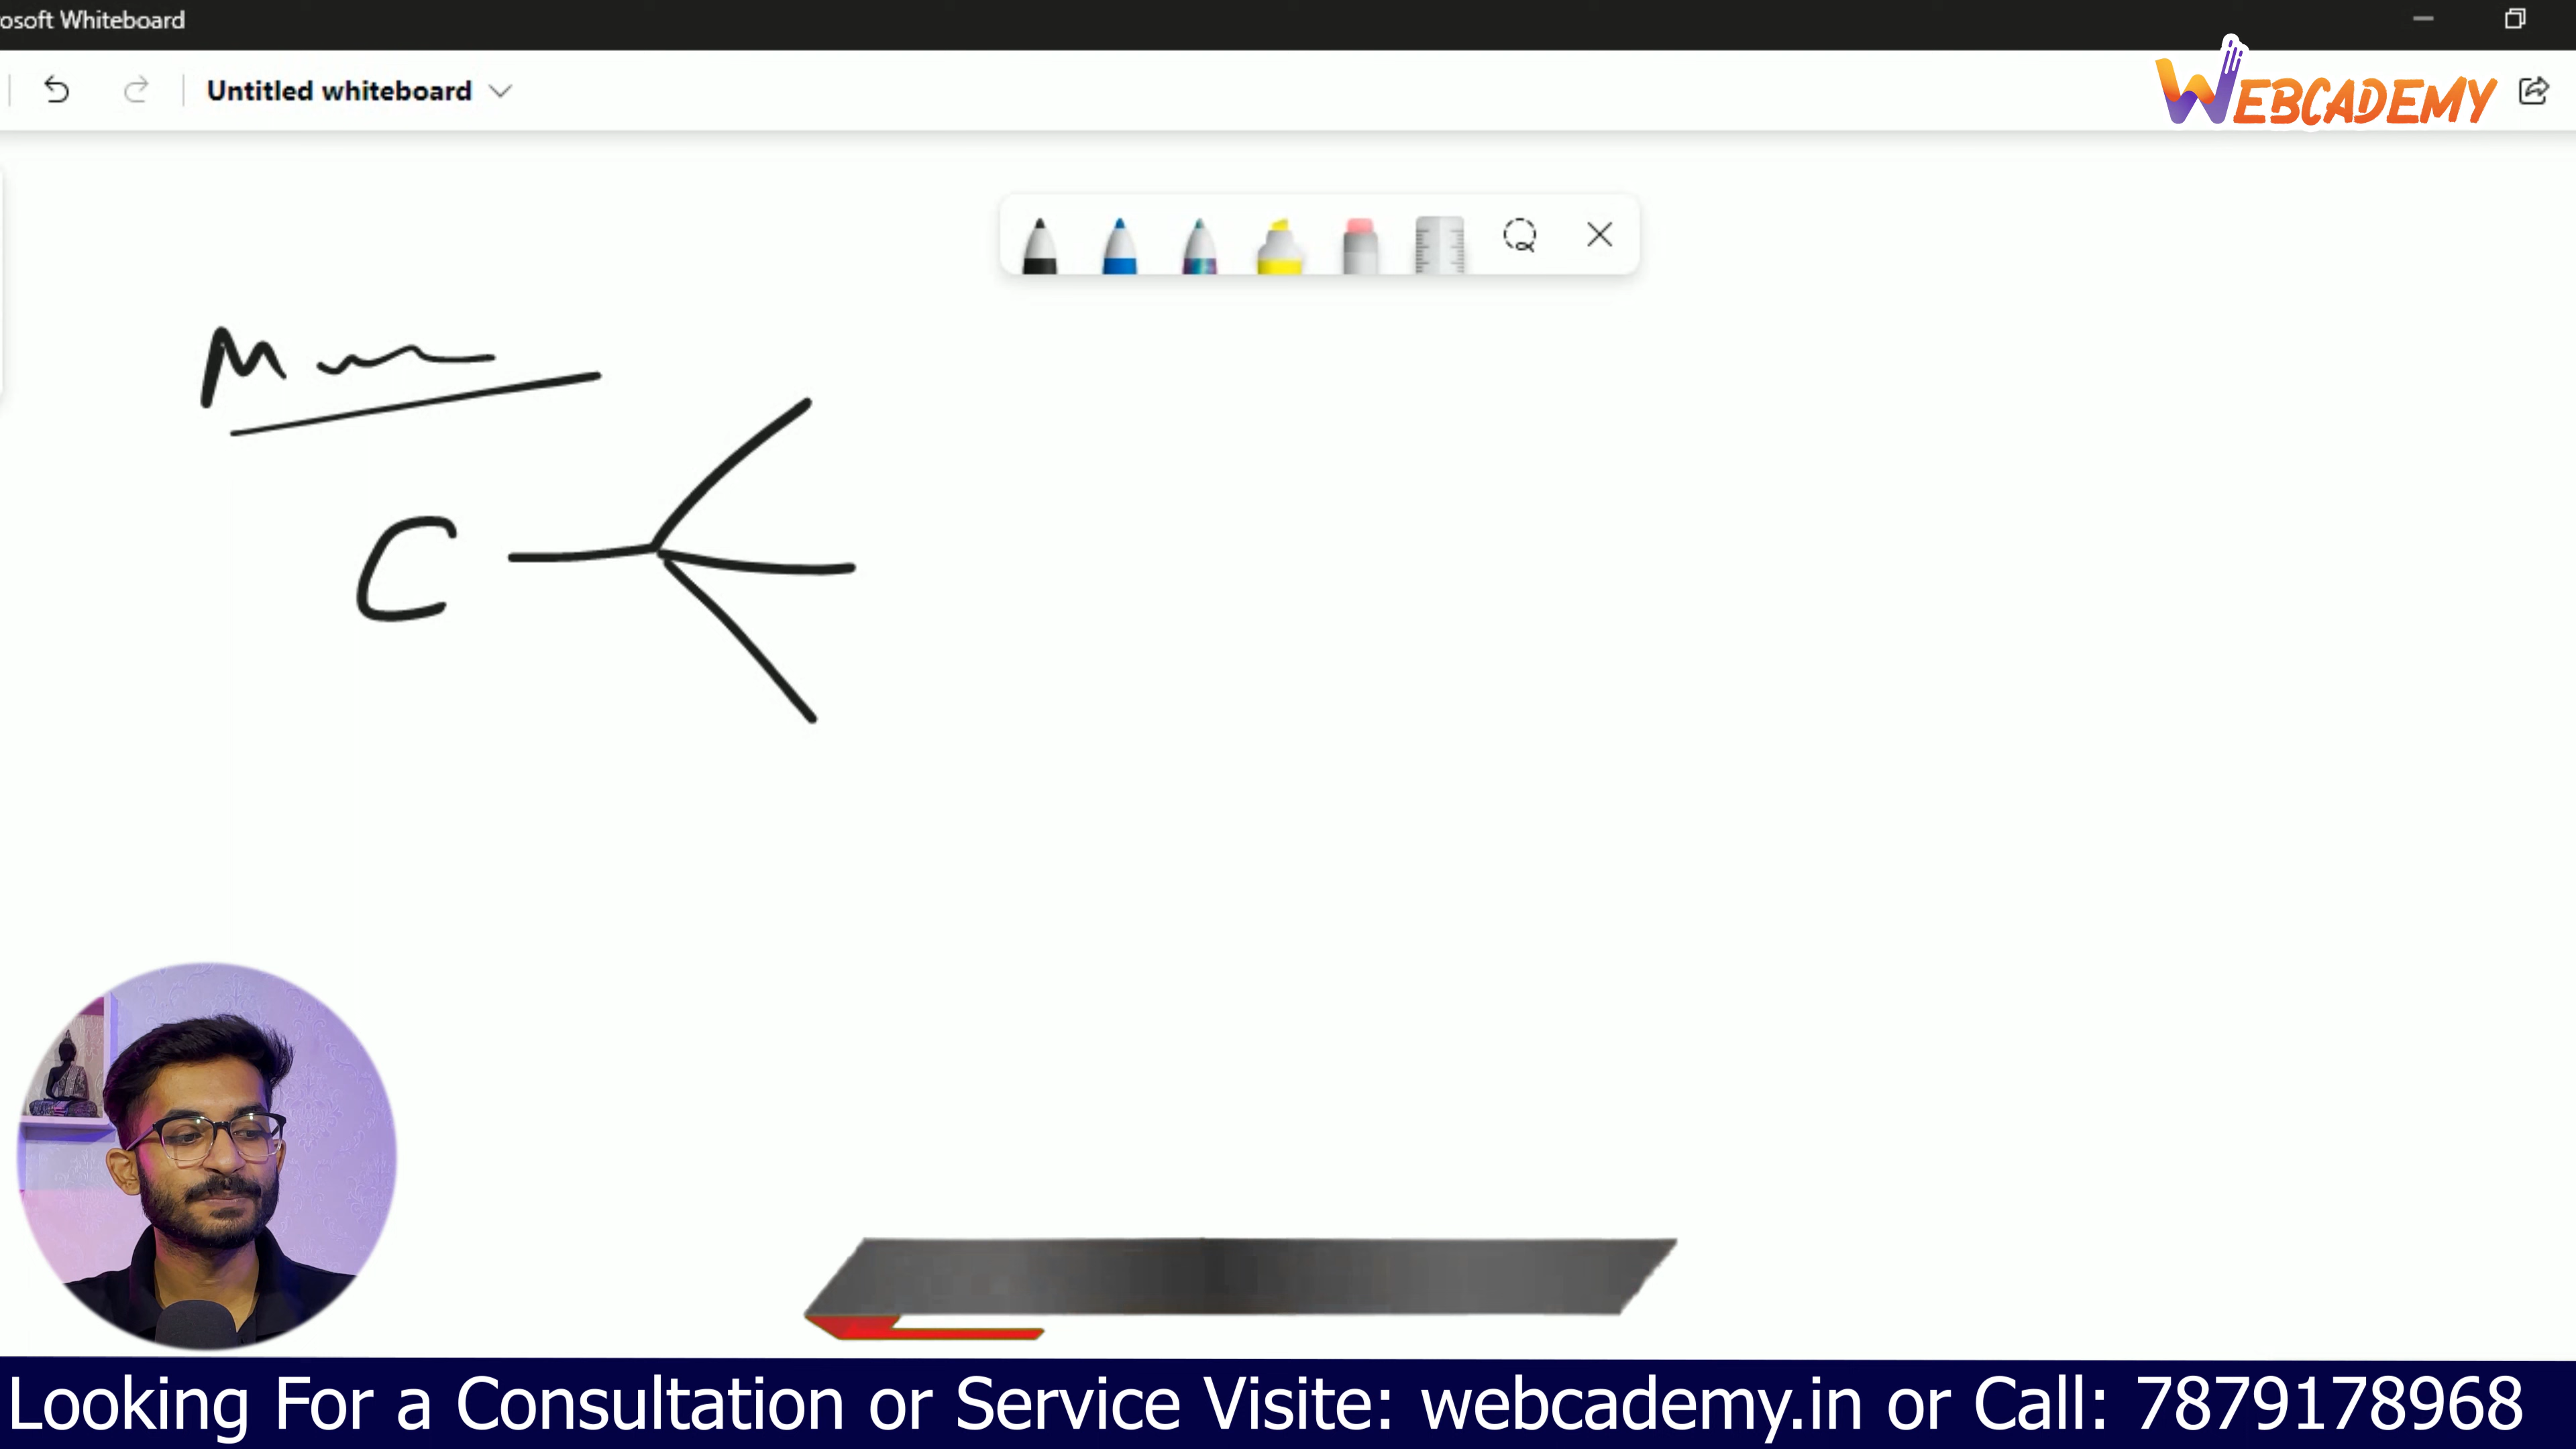 osoft Whiteboard
Untitled whiteboard
WEBCADEMY
M
C
Looking For a Consultation or Service Visite: webcademy.in or Call: 7879178968